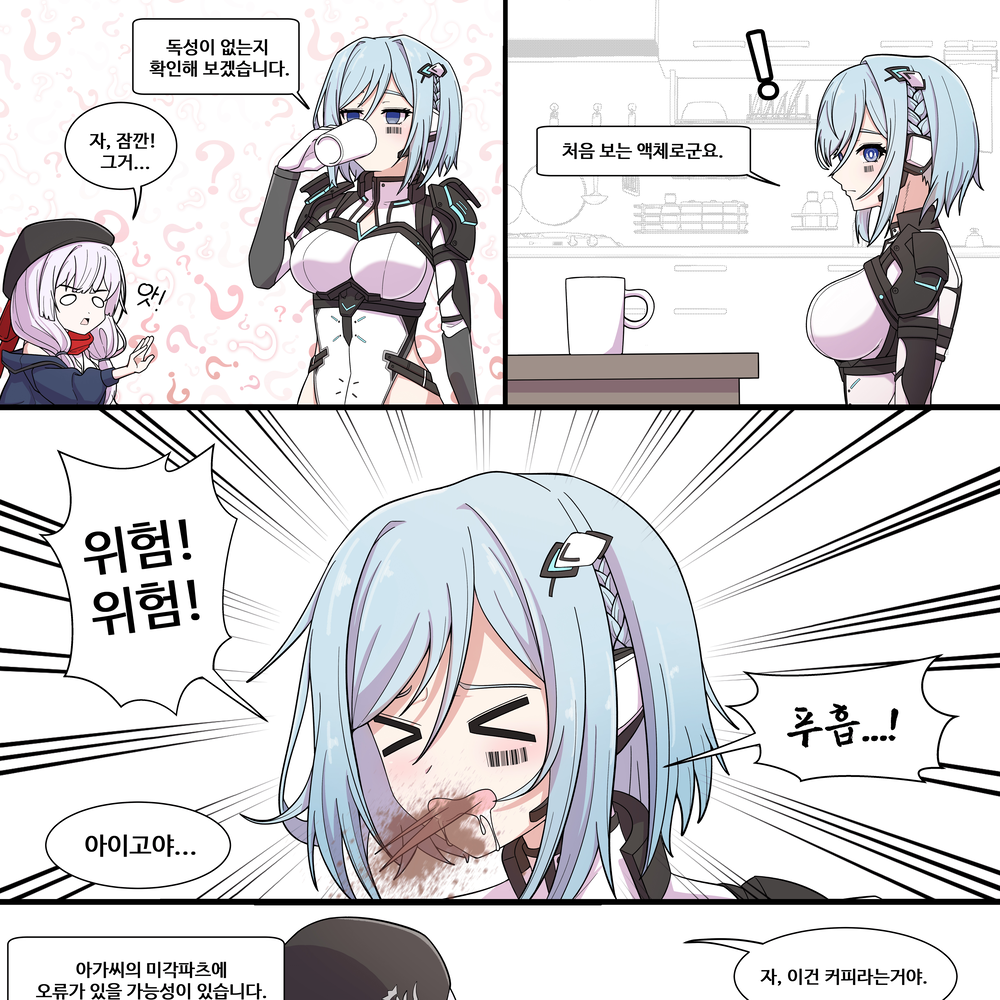 !
처음 보는 액체로군요.
독성이 없는지
확인해 보겠습니다.
자, 잠깐!
그거...
앗!
푸흡...!
위험!
위험!
아이고야...
자, 이건 커피라는거야.
아가씨의 미각파츠에
오류가 있을 가능성이 있습니다.